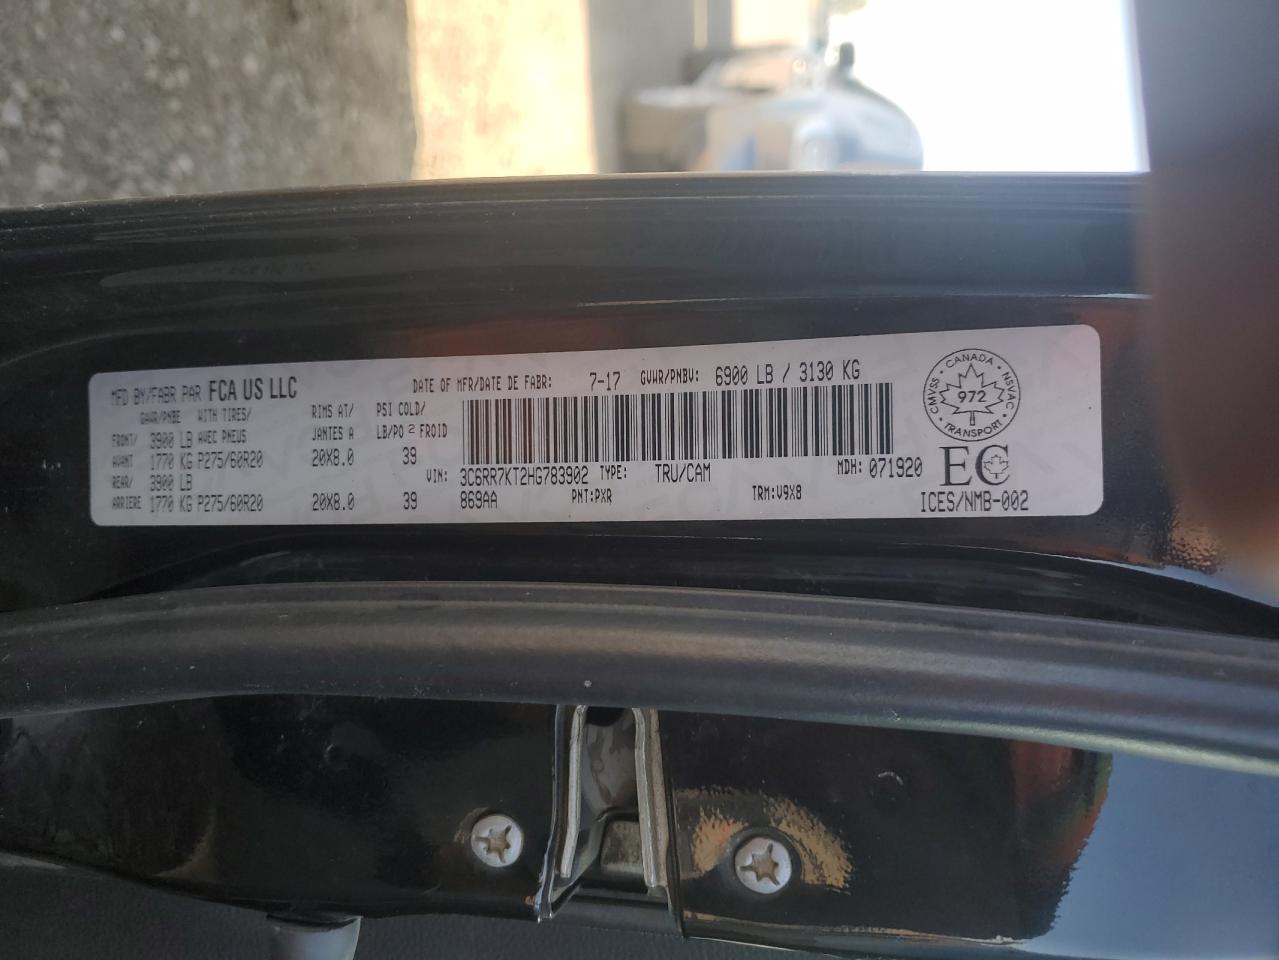 MFD BY/FABR PAR FCA US LLC DATE OF MFR/DATE DE FABR: 7-17 GVWR/PNBV: 6900 LB / 3130 KG
GAWR/PNBE WITH TIRES/ RIMS AT/ PSI COLD/
FRONT/ 3900 LB AVEC PNEUS JANTES A LB/PO 2 FROID
AVANT 1770 KG P275/60R20 20X8.0 39
REAR/ 3900 LB VIN: 3C6RR7KT2HG783902 TYPE: TRU/CAM MDH: 071920
ARRIERE 1770 KG P275/60R20 20X8.0 39 869AA PNT:PXR TRM:V9X8
CANADA
CMVSS 972 NSVAC
TRANSPORT
EC
ICES/NMB-002